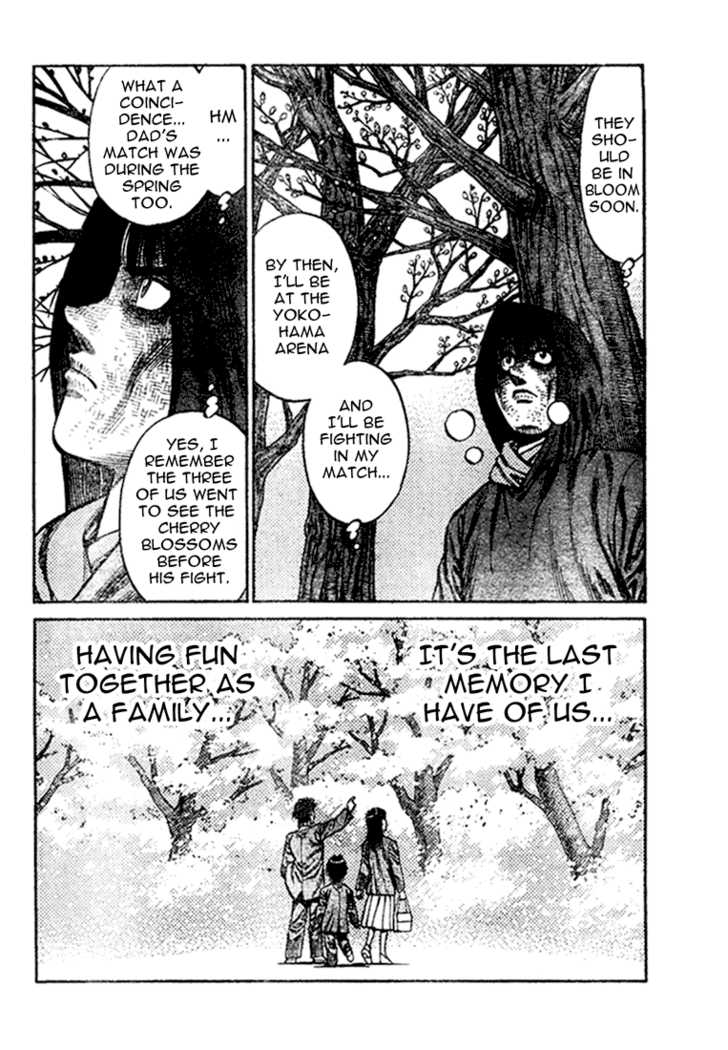 THEY
SHO-
ULD
BE IN
BLOOM
SOON.
BY THEN,
I'LL BE
AT THE
YOKO-
HAMA
ARENA
AND
I'LL BE
FIGHTING
IN MY
MATCH...
HM
...
WHAT A
COINCI-
DENCE...
DAD'S
MATCH WAS
DURING THE
SPRING
TOO.
YES, I
REMEMBER
THE THREE
OF US WENT
TO SEE THE
CHERRY
BLOSSOMS
BEFORE
HIS FIGHT.
IT'S THE LAST
MEMORY I
HAVE OF US...
HAVING FUN
TOGETHER AS
A FAMILY...